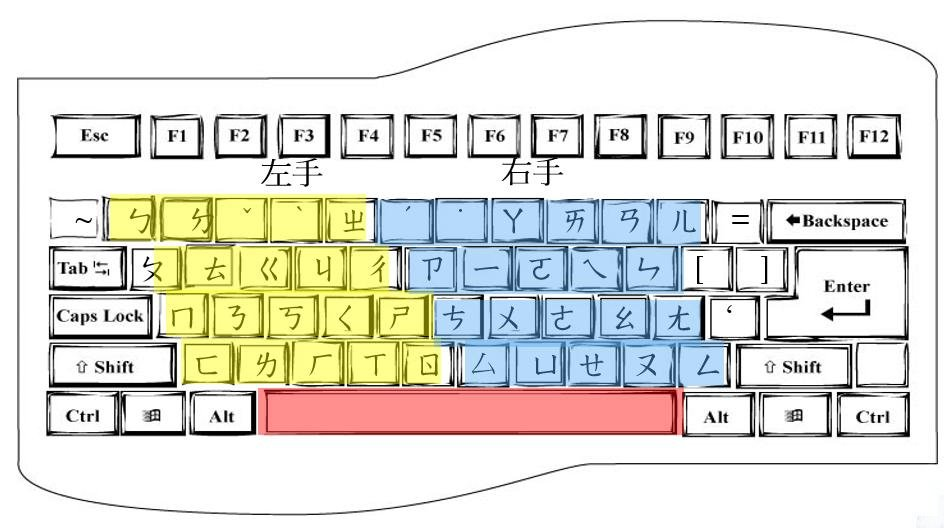 Esc F1 F2 F3 F4 F5 F6 F7 F8 F9 F10 F11 F12
左手 右手
~ ㄅ ㄉ ˇ ˋ ㄓ ˊ ˙ ㄚ ㄞ ㄢ ㄦ = Backspace
Tab ㄆ ㄊ ㄍ ㄐ ㄔ ㄗ ㄧ ㄛ ㄟ ㄣ [ ]
Enter
Caps Lock ㄇ ㄋ ㄎ ㄑ ㄕ ㄘ ㄨ ㄜ ㄠ ㄤ ‘
Shift ㄈ ㄌ ㄏ ㄒ ㄖ ㄙ ㄩ ㄝ ㄡ ㄥ Shift
Ctrl Alt Alt Ctrl